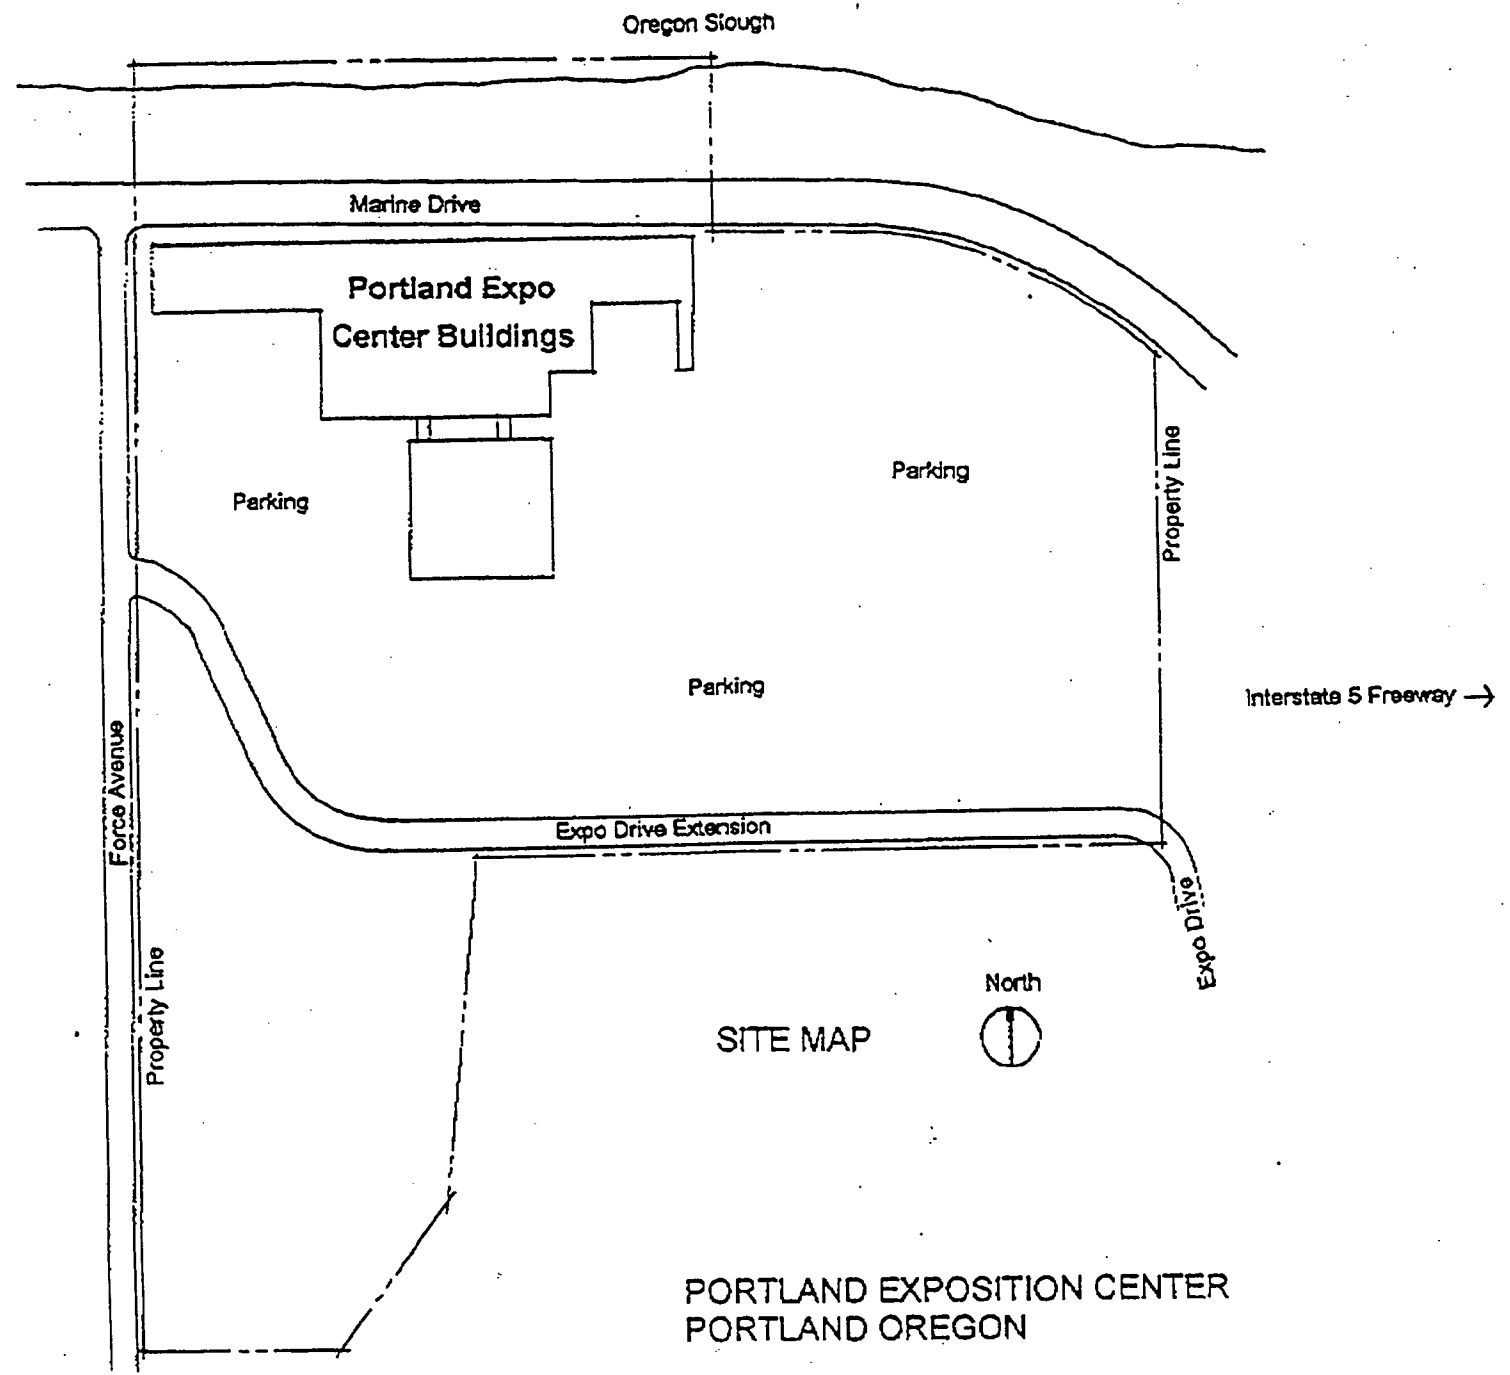 Oregon Slough
Marine Drive
Portland Expo
Center Buildings
Parking
Parking
Property Line
Parking
Interstate 5 Freeway
Force Avenue
Expo Drive Extension
Expo Drive
Property Line
North
SITE MAP
PORTLAND EXPOSITION CENTER
PORTLAND OREGON